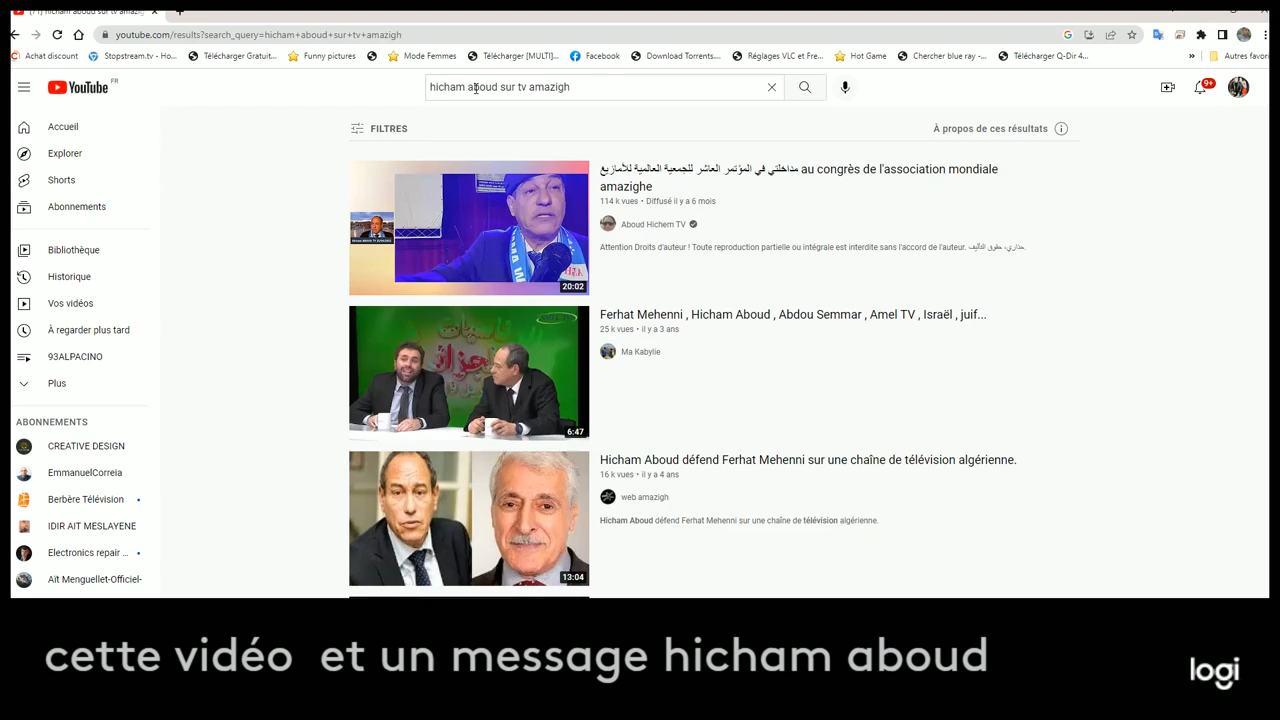 (71) hicham aboud sur tv amazigh
youtube.com/results?search_query=hicham+aboud+sur+tv+amazigh
Achat discount
Stopstream.tv - Ho...
Télécharger Gratuit...
Funny pictures
Mode Femmes
Télécharger [MULTI]...
Facebook
Download Torrents...
Réglages VLC et Fre...
Hot Game
Chercher blue ray -...
Télécharger Q-Dir 4...
»
Autres favoris
YouTube FR
hicham aboud sur tv amazigh
9+
Accueil
Explorer
Shorts
Abonnements
Bibliothèque
Historique
Vos vidéos
À regarder plus tard
93ALPACINO
Plus
ABONNEMENTS
CREATIVE DESIGN
EmmanuelCorreia
Berbère Télévision
IDIR AIT MESLAYENE
Electronics repair ...
Aït Menguellet-Officiel-
FILTRES
À propos de ces résultats
مداخلتي في المؤتمر العاشر للجمعية العالمية للأمازيغ au congrès de l'association mondiale
amazighe
114 k vues • Diffusé il y a 6 mois
Aboud Hichem TV
Attention Droits d'auteur ! Toute reproduction partielle ou intégrale est interdite sans l'accord de l'auteur. حذاري، حقوق التأليف.
20:02
Ferhat Mehenni , Hicham Aboud , Abdou Semmar , Amel TV , Israël , juif...
25 k vues • il y a 3 ans
Ma Kabylie
6:47
Hicham Aboud défend Ferhat Mehenni sur une chaîne de télévision algérienne.
16 k vues • il y a 4 ans
web amazigh
Hicham Aboud défend Ferhat Mehenni sur une chaîne de télévision algérienne.
13:04
cette vidéo et un message hicham aboud
logi